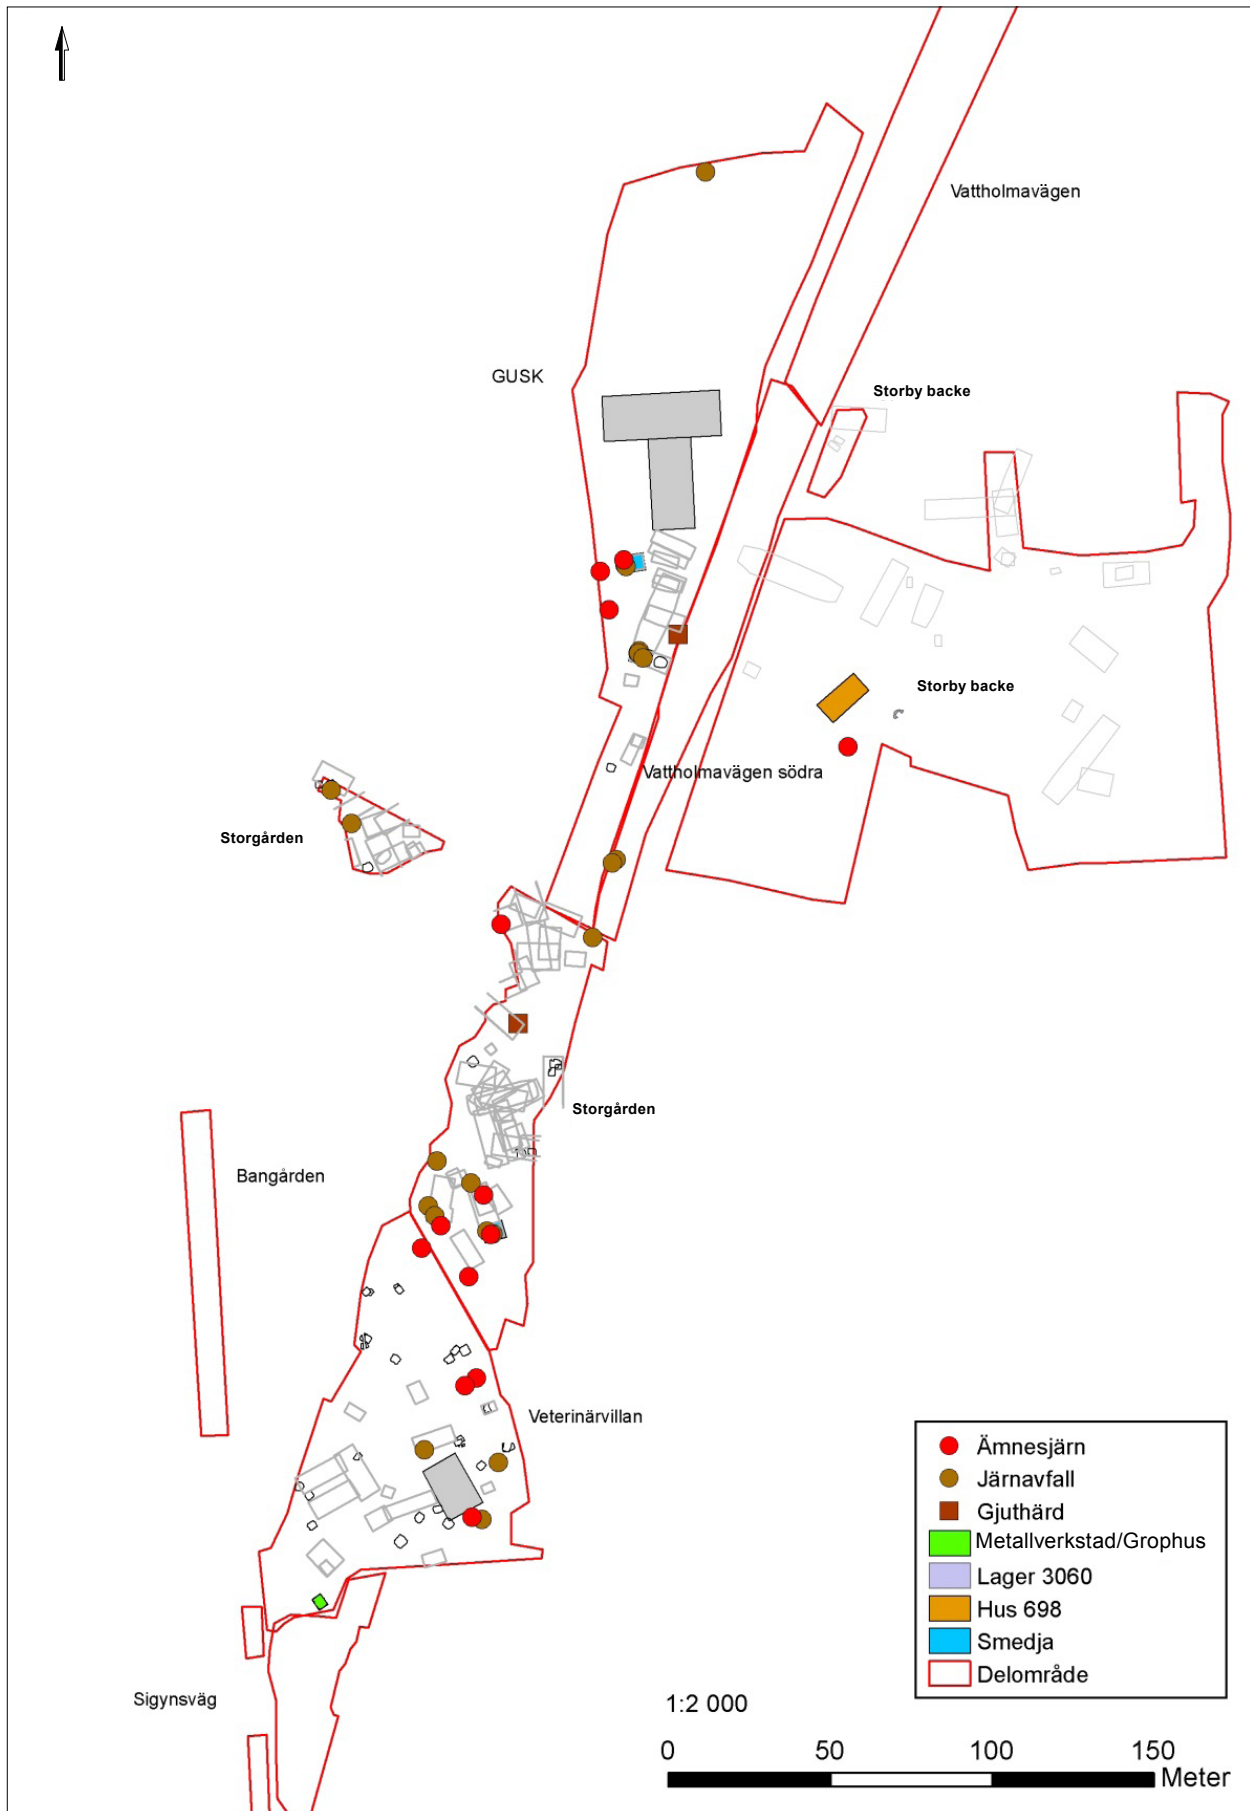 Vattholmavägen
GUSK
Storby backe
Storby backe
Vattholmavägen södra
Storgården
Storgården
Bangården
Veterinärvillan
Sigynsväg
Ämnesjärn
Järnavfall
Gjuthärd
Metallverkstad/Grophus
Lager 3060
Hus 698
Smedja
Delområde
1:2 000
0 50 100 150
Meter